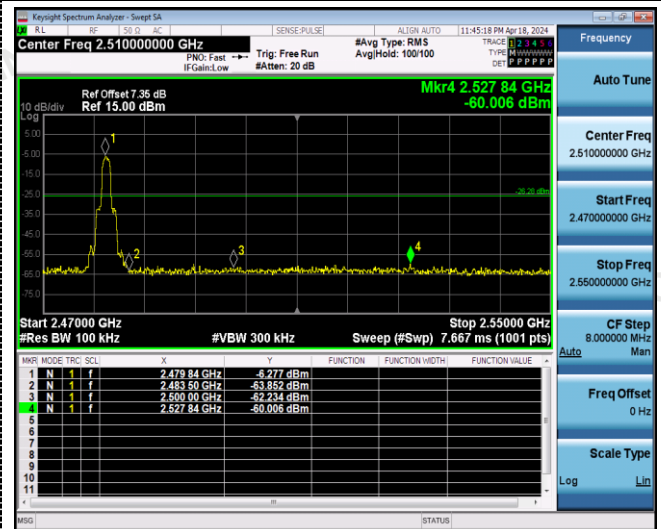 Keysight Spectrum Analyzer - Swept SA
RL RF 50 Ω AC SENSE:PULSE ALIGN AUTO 11:45:18 PM Apr 18, 2024
Center Freq 2.510000000 GHz
PNO: Fast
IFGain:Low
Trig: Free Run
#Atten: 20 dB
#Avg Type: RMS
Avg|Hold: 100/100
TRACE 1 2 3 4 5 6
TYPE M
DET P P P P P P
Ref Offset 7.35 dB
10 dB/div Ref 15.00 dBm
Log
Mkr4 2.527 84 GHz
-60.006 dBm
5.00
-5.00
-15.0
-25.0
-35.0
-45.0
-55.0
-65.0
-75.0
1
2
3
4
-26.20 dBm
Start 2.47000 GHz Stop 2.55000 GHz
#Res BW 100 kHz #VBW 300 kHz Sweep (#Swp) 7.667 ms (1001 pts)
MKR MODE TRC SCL X Y FUNCTION FUNCTION WIDTH FUNCTION VALUE
1 N 1 f 2.479 84 GHz -6.277 dBm
2 N 1 f 2.483 50 GHz -63.852 dBm
3 N 1 f 2.500 00 GHz -62.234 dBm
4 N 1 f 2.527 84 GHz -60.006 dBm
5
6
7
8
9
10
11
MSG STATUS
Frequency
Auto Tune
Center Freq
2.510000000 GHz
Start Freq
2.470000000 GHz
Stop Freq
2.550000000 GHz
CF Step
8.000000 MHz
Auto Man
Freq Offset
0 Hz
Scale Type
Log Lin